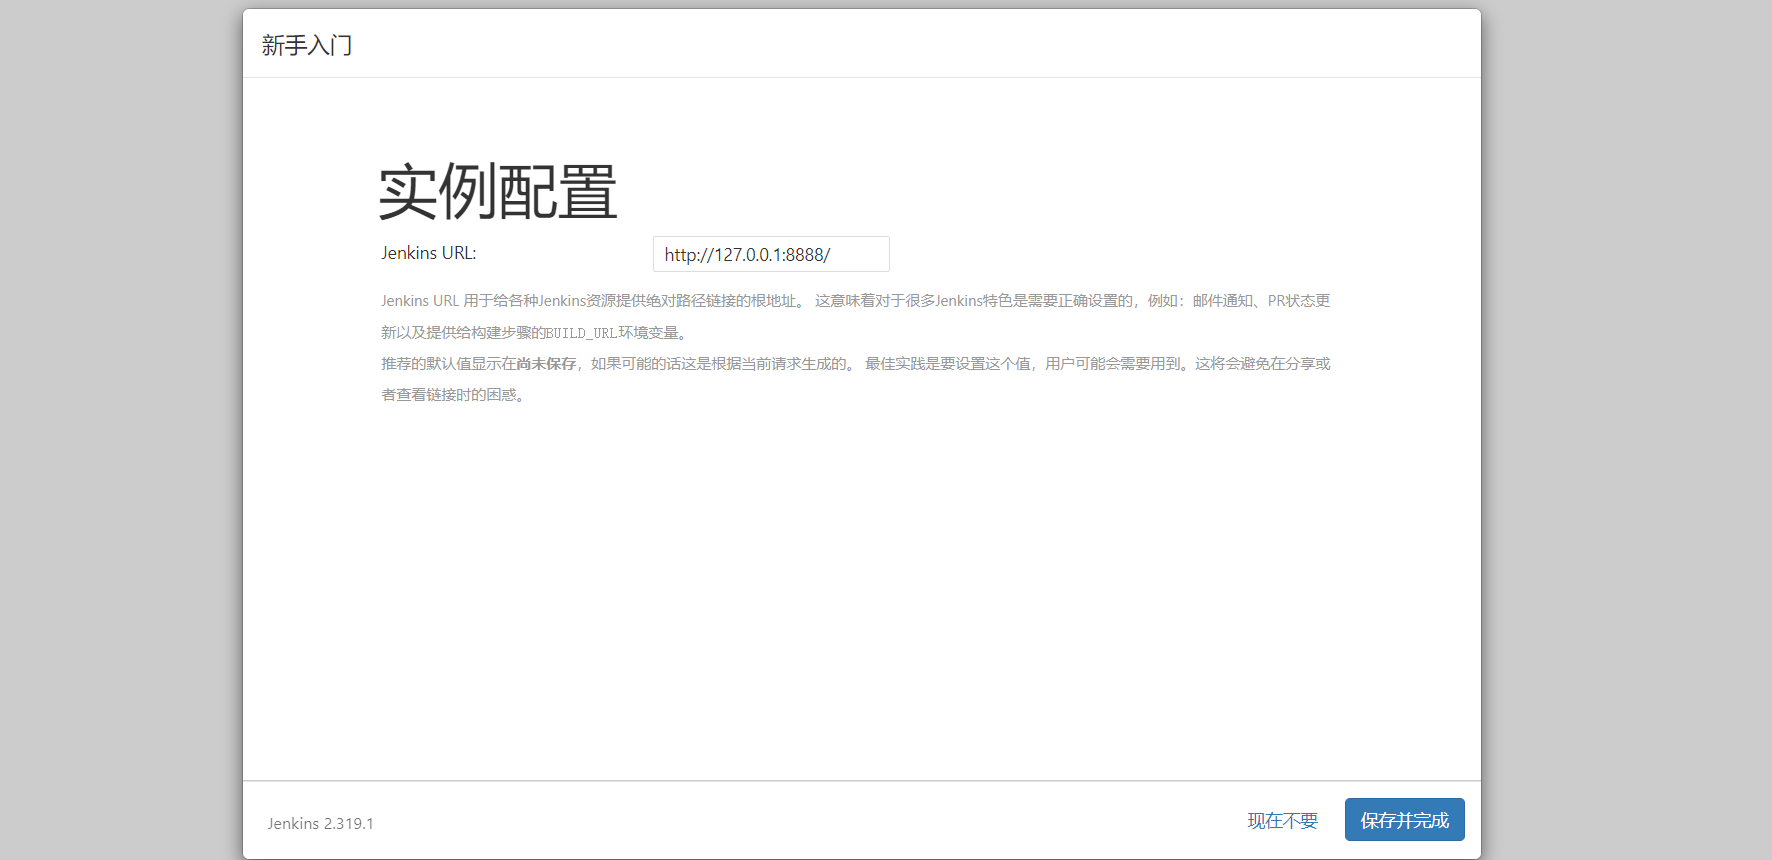 新手入门
实例配置
Jenkins URL:
http://127.0.0.1:8888/
Jenkins URL 用于给各种Jenkins资源提供绝对路径链接的根地址。 这意味着对于很多Jenkins特色是需要正确设置的，例如：邮件通知、PR状态更
新以及提供给构建步骤的BUILD_URL环境变量。
推荐的默认值显示在尚未保存，如果可能的话这是根据当前请求生成的。 最佳实践是要设置这个值，用户可能会需要用到。这将会避免在分享或
者查看链接时的困惑。
Jenkins 2.319.1
现在不要
保存并完成